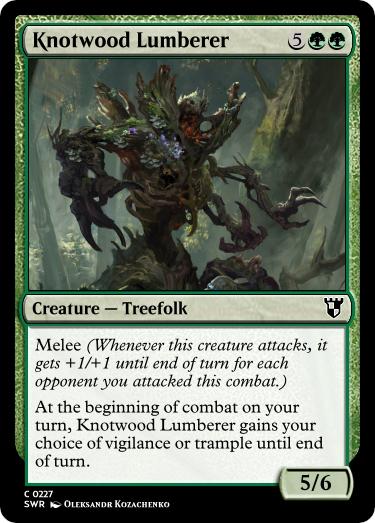 Knotwood Lumberer 5
Creature — Treefolk
Melee (Whenever this creature attacks, it
gets +1/+1 until end of turn for each
opponent you attacked this combat.)
At the beginning of combat on your
turn, Knotwood Lumberer gains your
choice of vigilance or trample until end
of turn.
5/6
C 0227
SWR Oleksandr Kozachenko